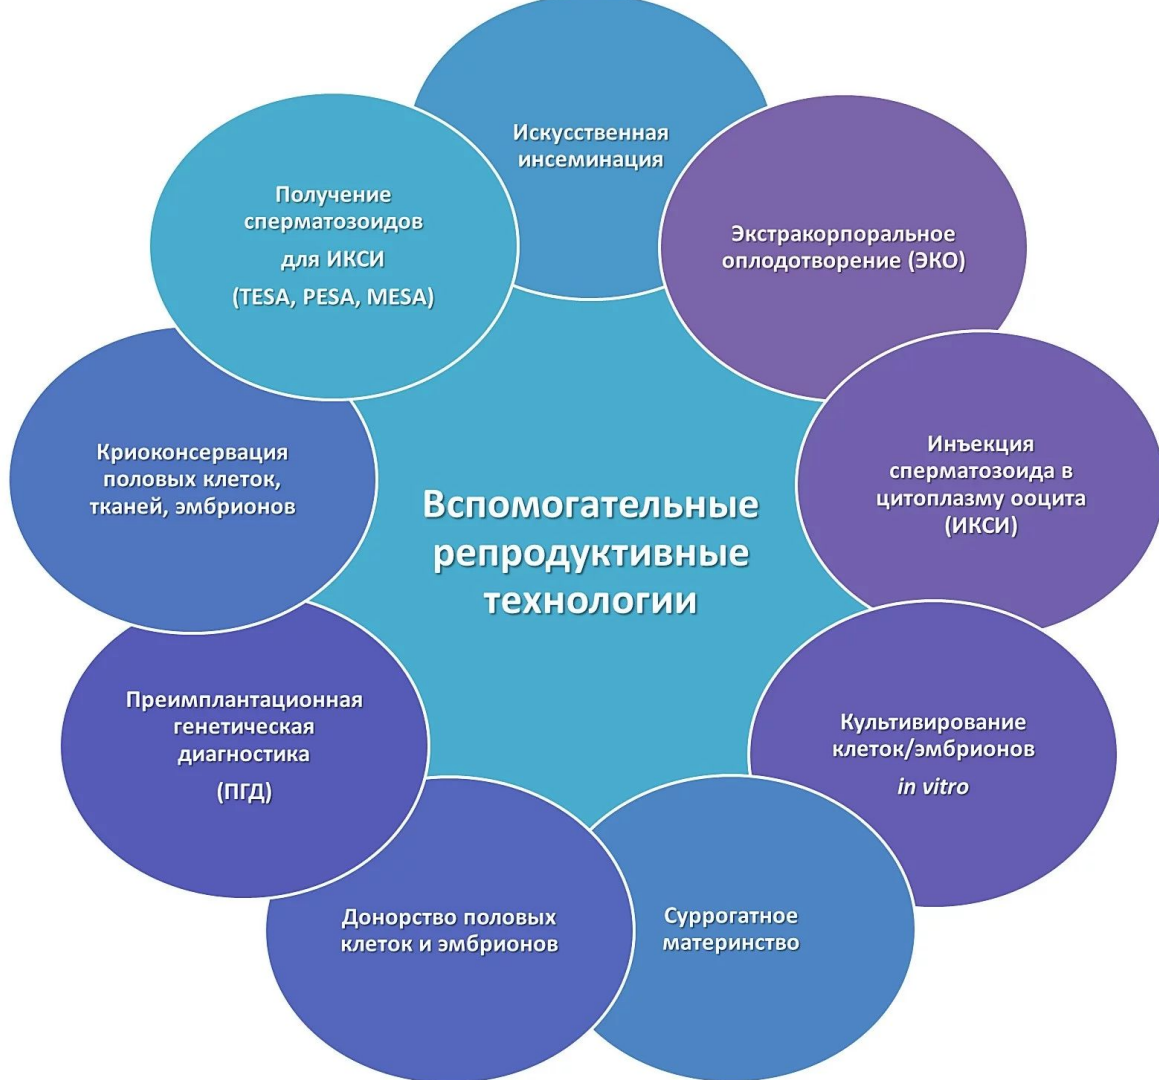 Искусственная
инсеминация
Экстракорпоральное
оплодотворение (ЭКО)
Инъекция
сперматозоида в
цитоплазму ооцита
(ИКСИ)
Культивирование
клеток/эмбрионов
in vitro
Суррогатное
материнство
Донорство половых
клеток и эмбрионов
Преимплантационная
генетическая
диагностика
(ПГД)
Криоконсервация
половых клеток,
тканей, эмбрионов
Получение
сперматозоидов
для ИКСИ
(TESA, PESA, MESA)
Вспомогательные
репродуктивные
технологии